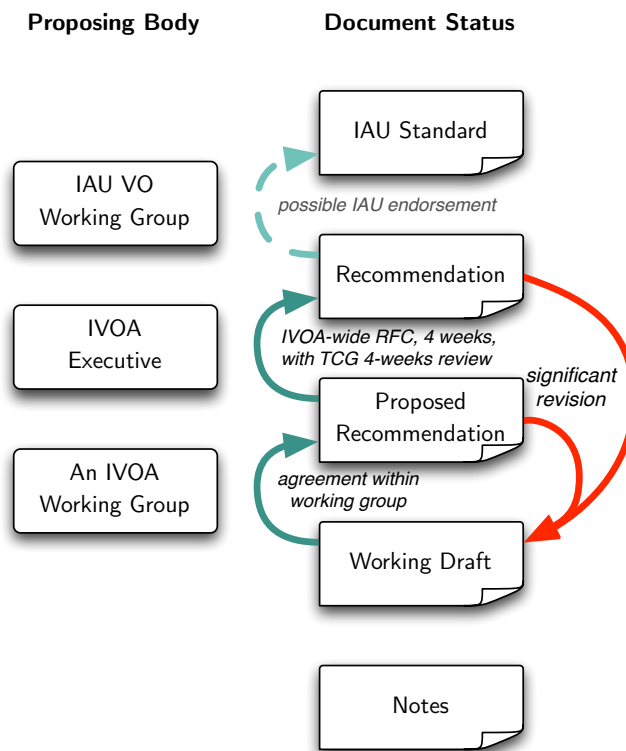 Proposing Body
Document Status
IAU Standard
IAU VO
Working Group
possible IAU endorsement
Recommendation
IVOA
Executive
IVOA-wide RFC, 4 weeks,
with TCG 4-weeks review
significant
revision
Proposed
Recommendation
An IVOA
Working Group
agreement within
working group
Working Draft
Notes